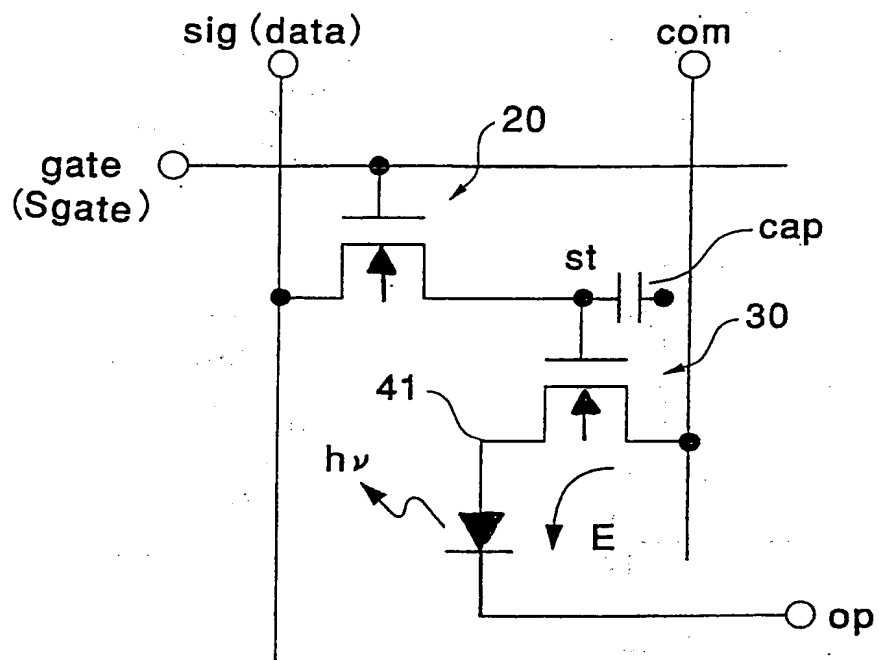 sig (data)
com
20
gate
(Sgate)
cap
st
30
41
hν
E
op